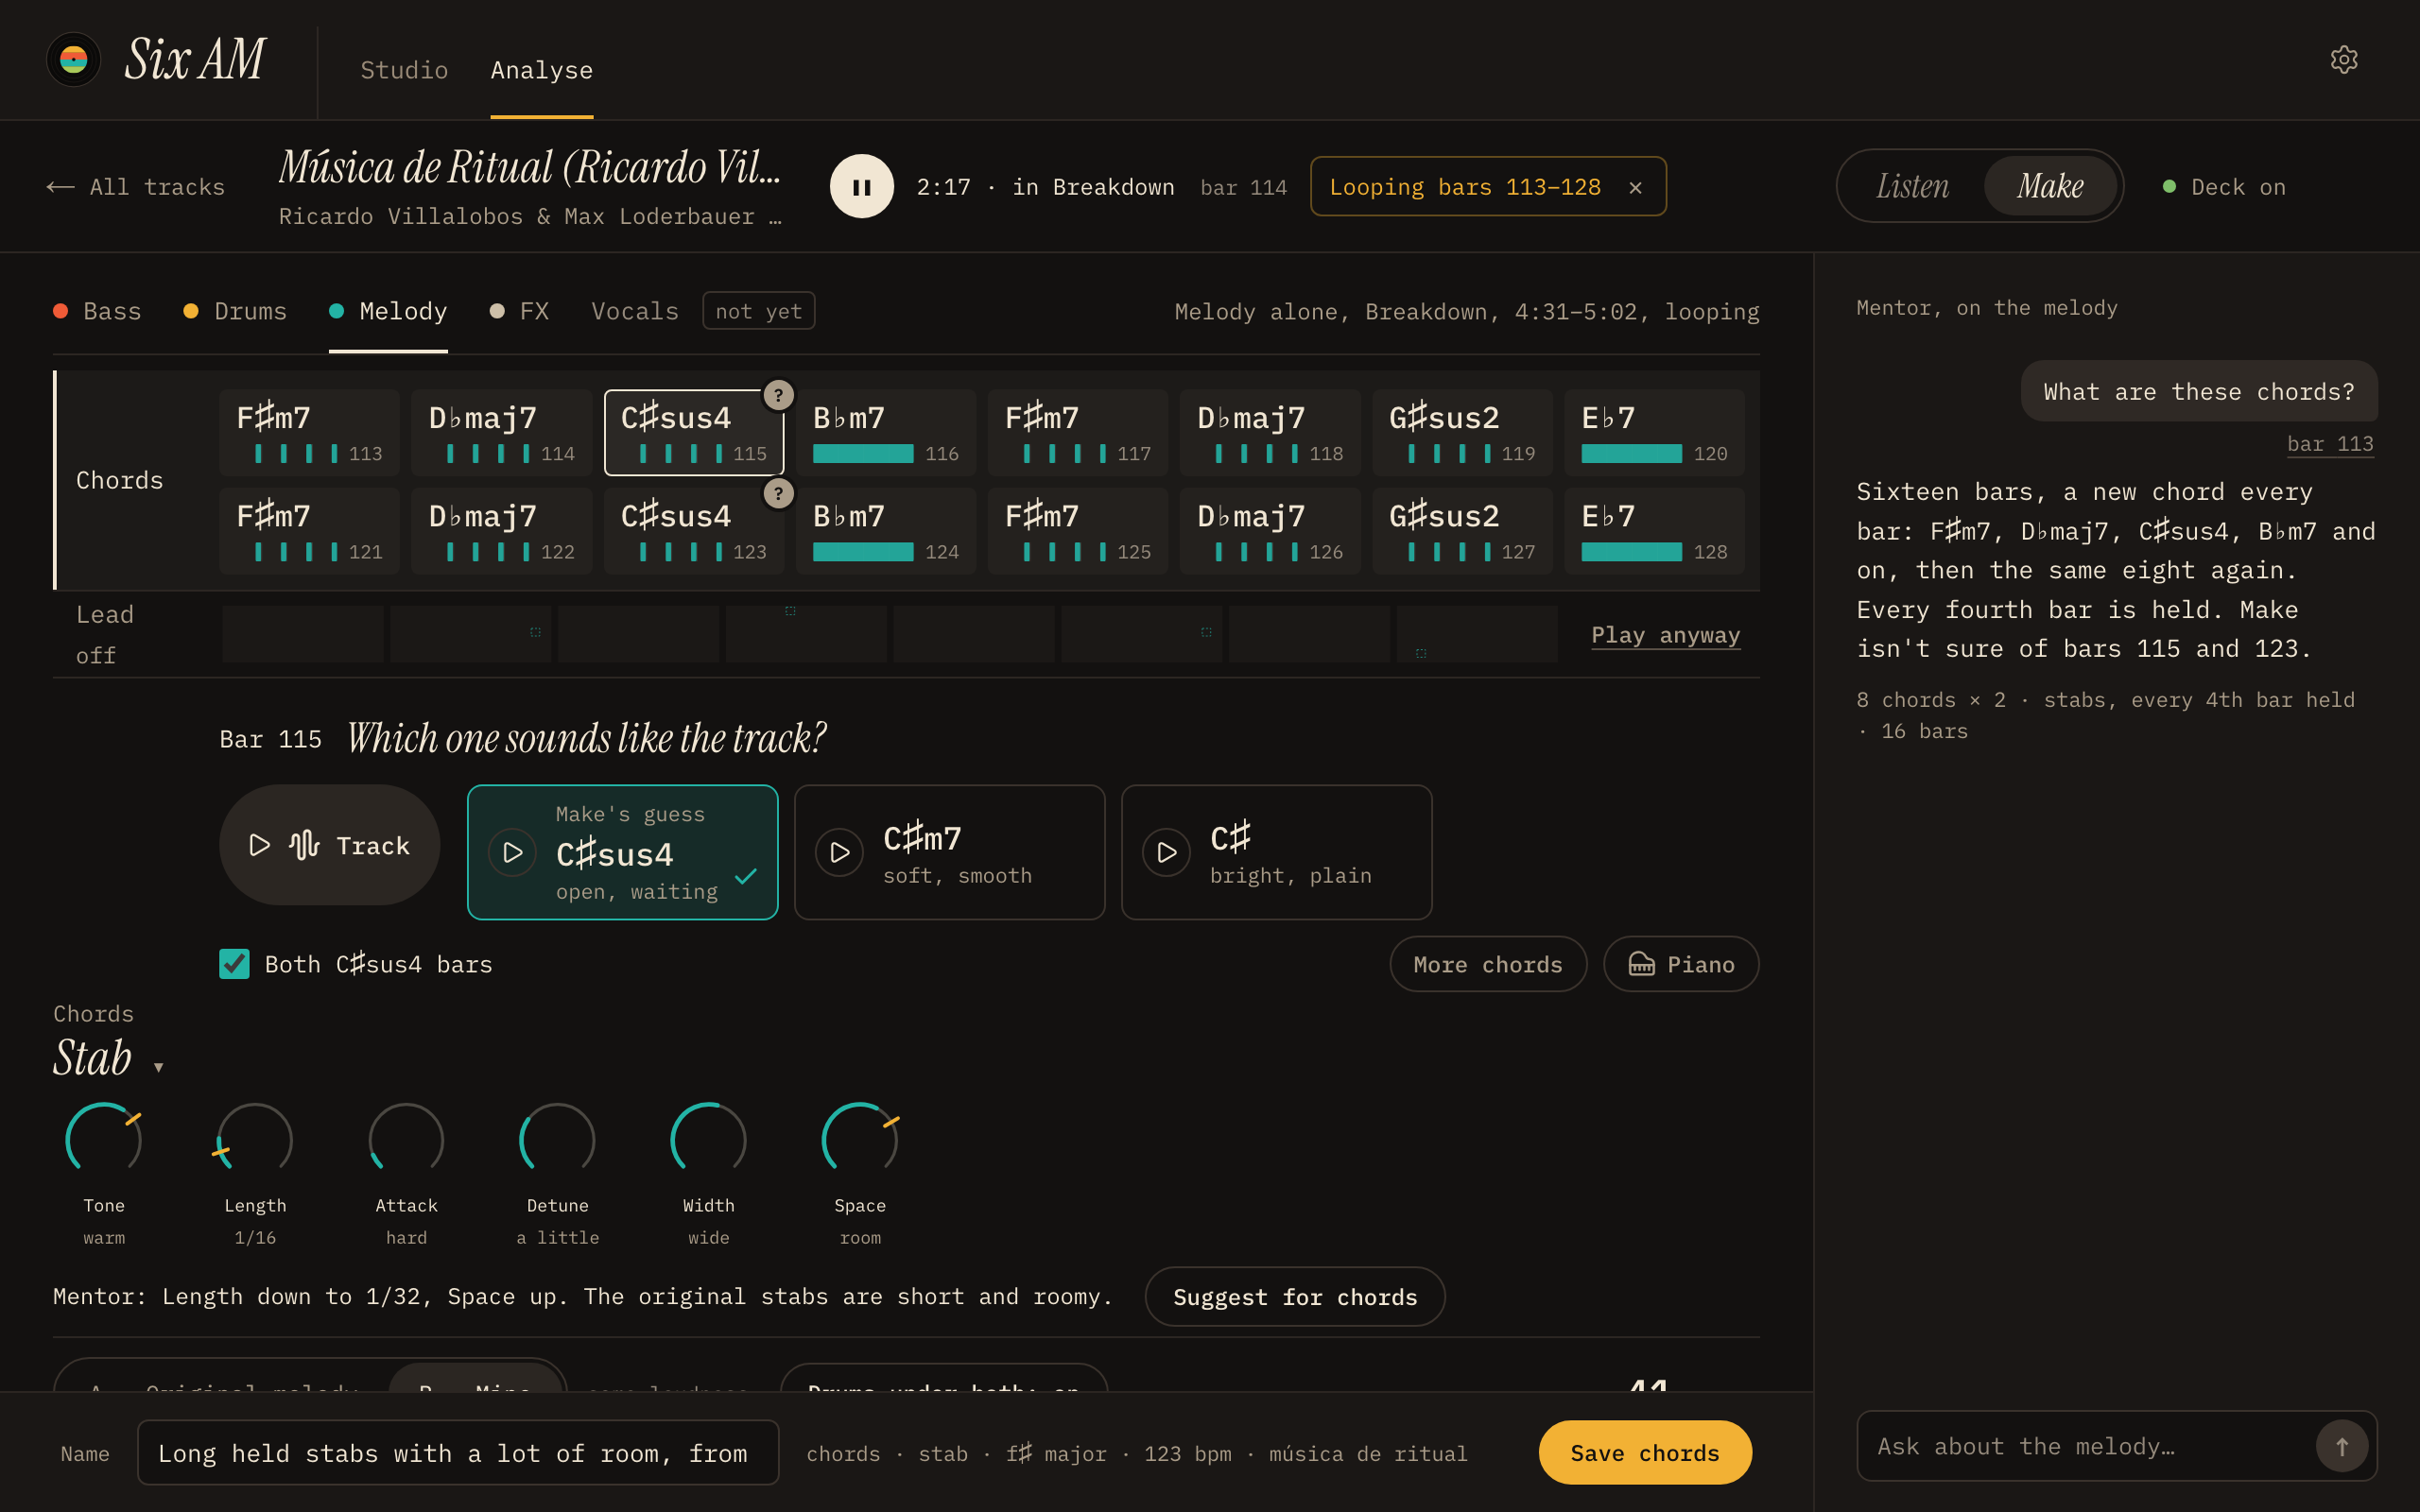 Six AM
Studio
Analyse
← All tracks
Música de Ritual (Ricardo Vil…
Ricardo Villalobos & Max Loderbauer …
2:17 · in Breakdown
bar 114
Looping bars 113–128 ×
Listen
Make
Deck on
Bass
Drums
Melody
FX
Vocals
not yet
Melody alone, Breakdown, 4:31–5:02, looping
Chords
F♯m7
113
D♭maj7
114
C♯sus4
115
?
B♭m7
116
F♯m7
117
D♭maj7
118
G♯sus2
119
E♭7
120
F♯m7
121
D♭maj7
122
C♯sus4
123
?
B♭m7
124
F♯m7
125
D♭maj7
126
G♯sus2
127
E♭7
128
Lead
off
Play anyway
Bar 115
Which one sounds like the track?
Track
Make's guess
C♯sus4
open, waiting
C♯m7
soft, smooth
C♯
bright, plain
Both C♯sus4 bars
More chords
Piano
Chords
Stab ▾
Tone
warm
Length
1/16
Attack
hard
Detune
a little
Width
wide
Space
room
Mentor: Length down to 1/32, Space up. The original stabs are short and roomy.
Suggest for chords
Name
Long held stabs with a lot of room, from
chords · stab · f♯ major · 123 bpm · música de ritual
Save chords
Mentor, on the melody
What are these chords?
bar 113
Sixteen bars, a new chord every
bar: F♯m7, D♭maj7, C♯sus4, B♭m7 and
on, then the same eight again.
Every fourth bar is held. Make
isn't sure of bars 115 and 123.
8 chords × 2 · stabs, every 4th bar held
· 16 bars
Ask about the melody…